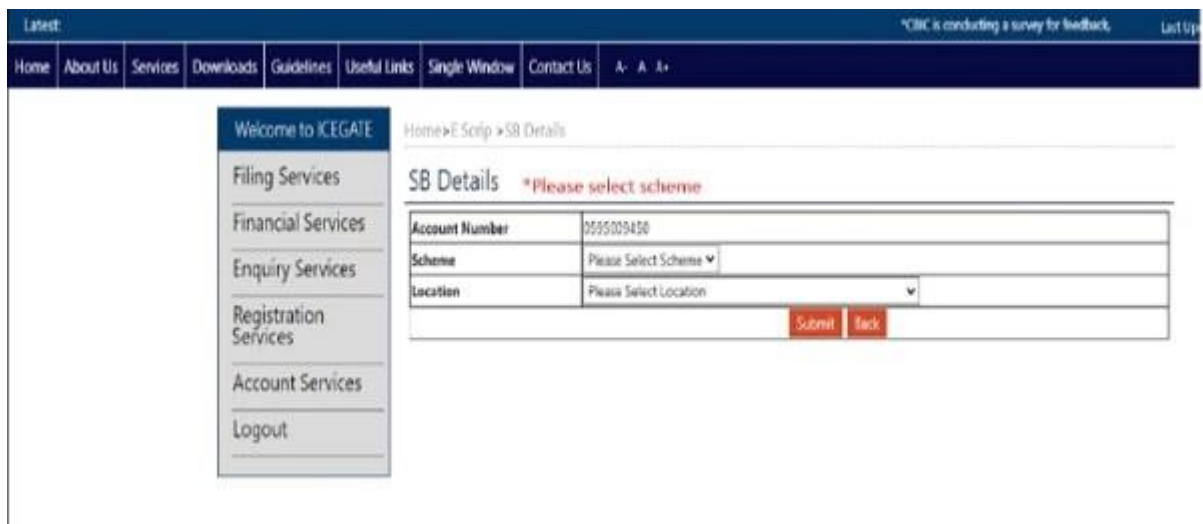 Latest:
*CBIC is conducting a survey for feedback,
Last Up
Home About Us Services Downloads Guidelines Useful Links Single Window Contact Us A- A A+
Welcome to ICEGATE
Filing Services
Financial Services
Enquiry Services
Registration
Services
Account Services
Logout
Home>E Scrip >SB Details
SB Details *Please select scheme
Account Number 0595009450
Scheme Please Select Scheme
Location Please Select Location
Submit Back